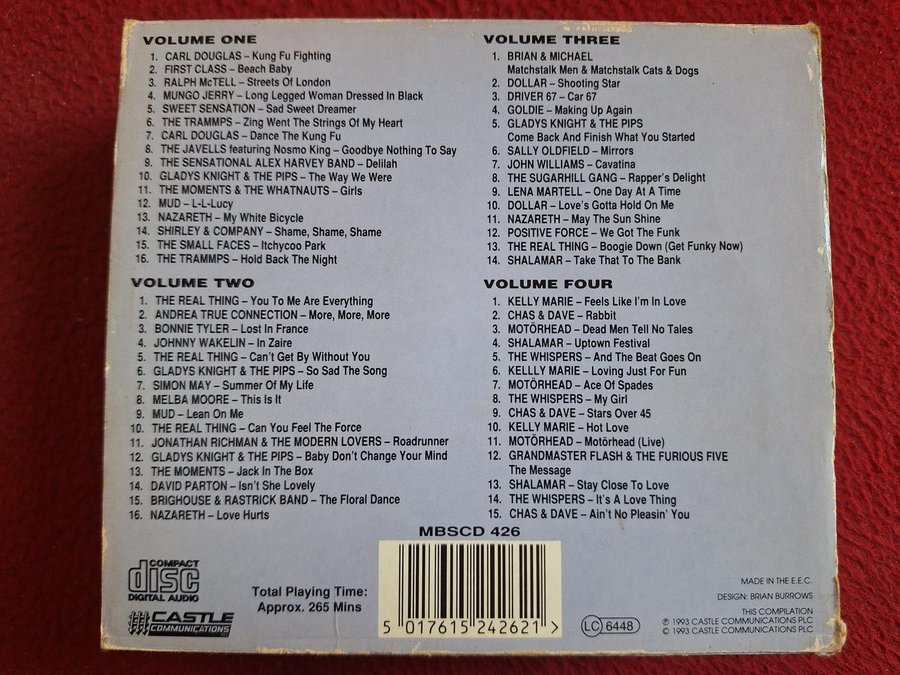 VOLUME ONE
1. CARL DOUGLAS – Kung Fu Fighting
2. FIRST CLASS – Beach Baby
3. RALPH McTELL – Streets Of London
4. MUNGO JERRY – Long Legged Woman Dressed In Black
5. SWEET SENSATION – Sad Sweet Dreamer
6. THE TRAMMPS – Zing Went The Strings Of My Heart
7. CARL DOUGLAS – Dance The Kung Fu
8. THE JAVELLS featuring Nosmo King – Goodbye Nothing To Say
9. THE SENSATIONAL ALEX HARVEY BAND – Delilah
10. GLADYS KNIGHT & THE PIPS – The Way We Were
11. THE MOMENTS & THE WHATNAUTS – Girls
12. MUD – L-L-Lucy
13. NAZARETH – My White Bicycle
14. SHIRLEY & COMPANY – Shame, Shame, Shame
15. THE SMALL FACES – Itchycoo Park
16. THE TRAMMPS – Hold Back The Night
VOLUME TWO
1. THE REAL THING – You To Me Are Everything
2. ANDREA TRUE CONNECTION – More, More, More
3. BONNIE TYLER – Lost In France
4. JOHNNY WAKELIN – In Zaire
5. THE REAL THING – Can't Get By Without You
6. GLADYS KNIGHT & THE PIPS – So Sad The Song
7. SIMON MAY – Summer Of My Life
8. MELBA MOORE – This Is It
9. MUD – Lean On Me
10. THE REAL THING – Can You Feel The Force
11. JONATHAN RICHMAN & THE MODERN LOVERS – Roadrunner
12. GLADYS KNIGHT & THE PIPS – Baby Don't Change Your Mind
13. THE MOMENTS – Jack In The Box
14. DAVID PARTON – Isn't She Lovely
15. BRIGHOUSE & RASTRICK BAND – The Floral Dance
16. NAZARETH – Love Hurts
VOLUME THREE
1. BRIAN & MICHAEL
Matchstalk Men & Matchstalk Cats & Dogs
2. DOLLAR – Shooting Star
3. DRIVER 67 – Car 67
4. GOLDIE – Making Up Again
5. GLADYS KNIGHT & THE PIPS
Come Back And Finish What You Started
6. SALLY OLDFIELD – Mirrors
7. JOHN WILLIAMS – Cavatina
8. THE SUGARHILL GANG – Rapper's Delight
9. LENA MARTELL – One Day At A Time
10. DOLLAR – Love's Gotta Hold On Me
11. NAZARETH – May The Sun Shine
12. POSITIVE FORCE – We Got The Funk
13. THE REAL THING – Boogie Down (Get Funky Now)
14. SHALAMAR – Take That To The Bank
VOLUME FOUR
1. KELLY MARIE – Feels Like I'm In Love
2. CHAS & DAVE – Rabbit
3. MOTÖRHEAD – Dead Men Tell No Tales
4. SHALAMAR – Uptown Festival
5. THE WHISPERS – And The Beat Goes On
6. KELLLY MARIE – Loving Just For Fun
7. MOTÖRHEAD – Ace Of Spades
8. THE WHISPERS – My Girl
9. CHAS & DAVE – Stars Over 45
10. KELLY MARIE – Hot Love
11. MOTÖRHEAD – Motörhead (Live)
12. GRANDMASTER FLASH & THE FURIOUS FIVE
The Message
13. SHALAMAR – Stay Close To Love
14. THE WHISPERS – It's A Love Thing
15. CHAS & DAVE – Ain't No Pleasin' You
MBSCD 426
COMPACT
disc
DIGITAL AUDIO
CASTLE
COMMUNICATIONS
Total Playing Time:
Approx. 265 Mins
5 017615 242621 >
LC 6448
MADE IN THE E.E.C.
DESIGN: BRIAN BURROWS
THIS COMPILATION
℗ 1993 CASTLE COMMUNICATIONS PLC
© 1993 CASTLE COMMUNICATIONS PLC